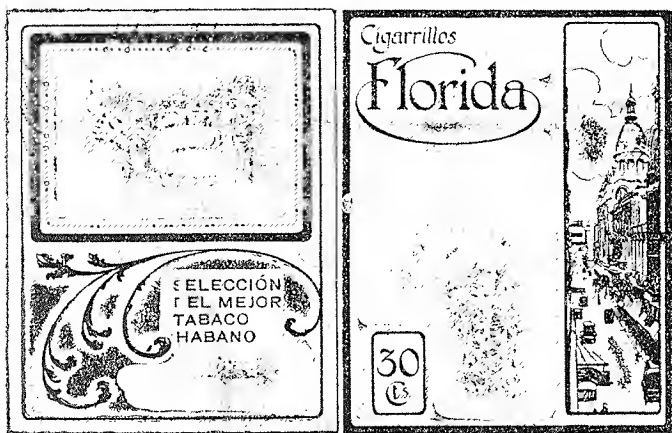 SELECCIÓN
EL MEJOR
TABACO
HABANO
Cigarrillos
Florida
30
Cts.